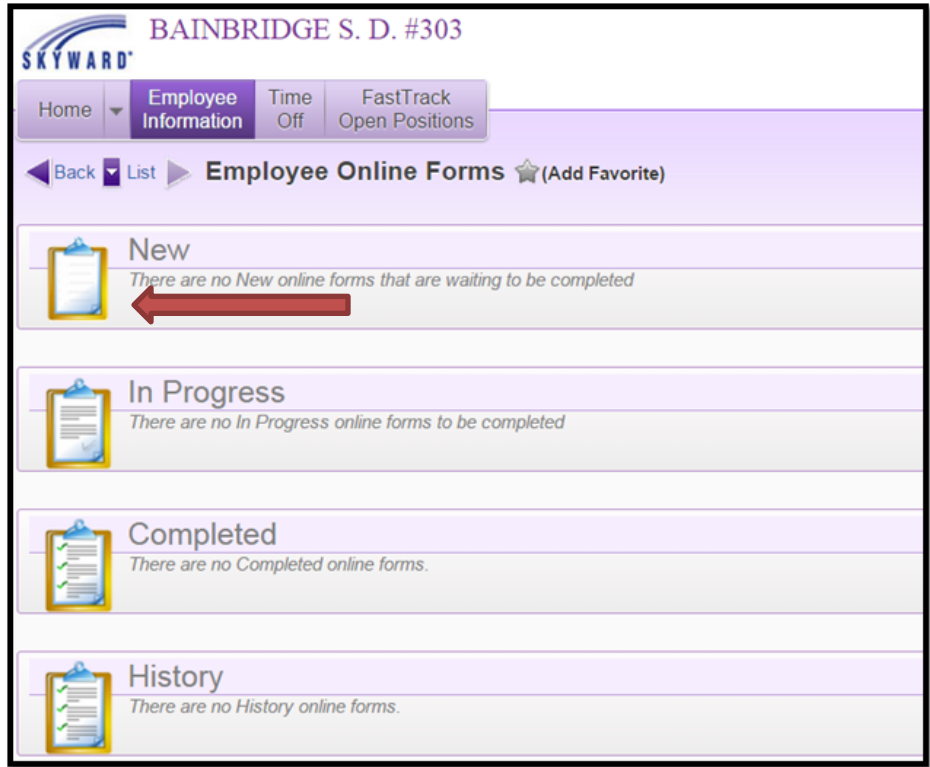 BAINBRIDGE S. D. #303
SKYWARD
Home
Employee Information
Time Off
FastTrack Open Positions
Back List Employee Online Forms (Add Favorite)
New
There are no New online forms that are waiting to be completed
In Progress
There are no In Progress online forms to be completed
Completed
There are no Completed online forms.
History
There are no History online forms.